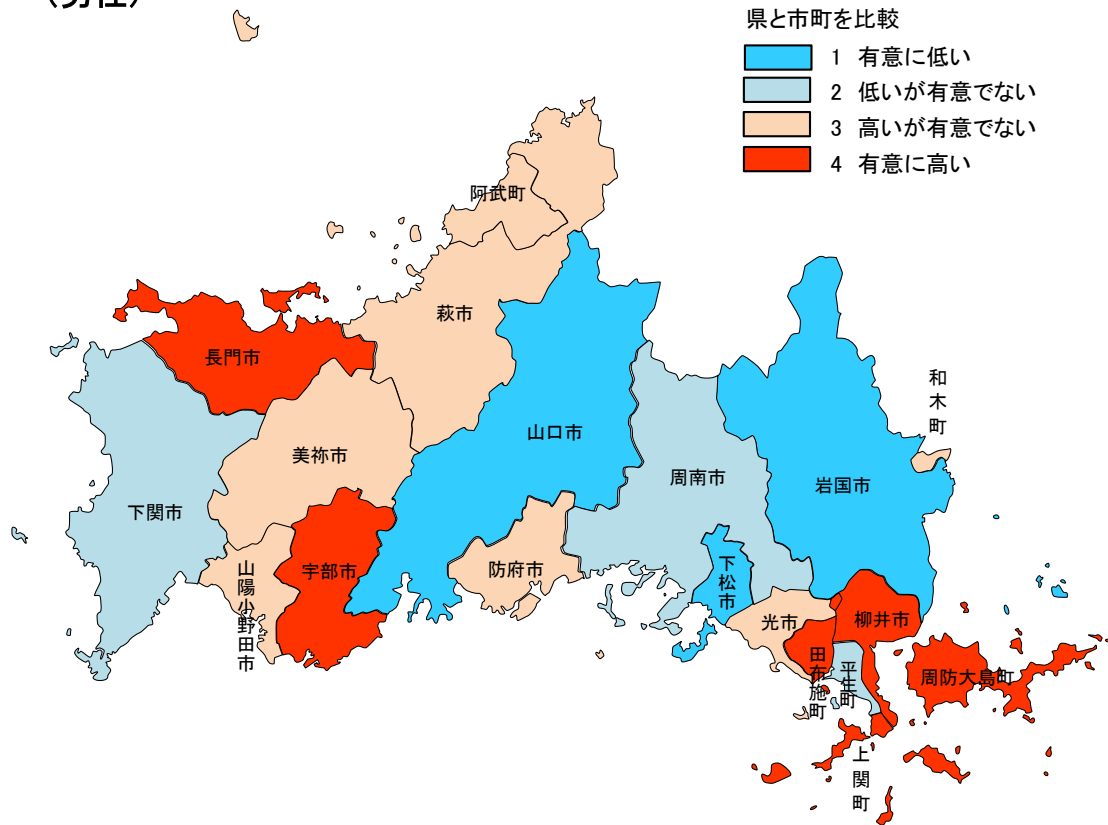 (男性)
県と市町を比較
1 有意に低い
2 低いが有意でない
3 高いが有意でない
4 有意に高い
阿武町
萩市
長門市
和木町
山口市
美祢市
周南市
岩国市
下関市
防府市
宇部市
山陽小野田市
下松市
光市
柳井市
田布施町
平生町
周防大島町
上関町